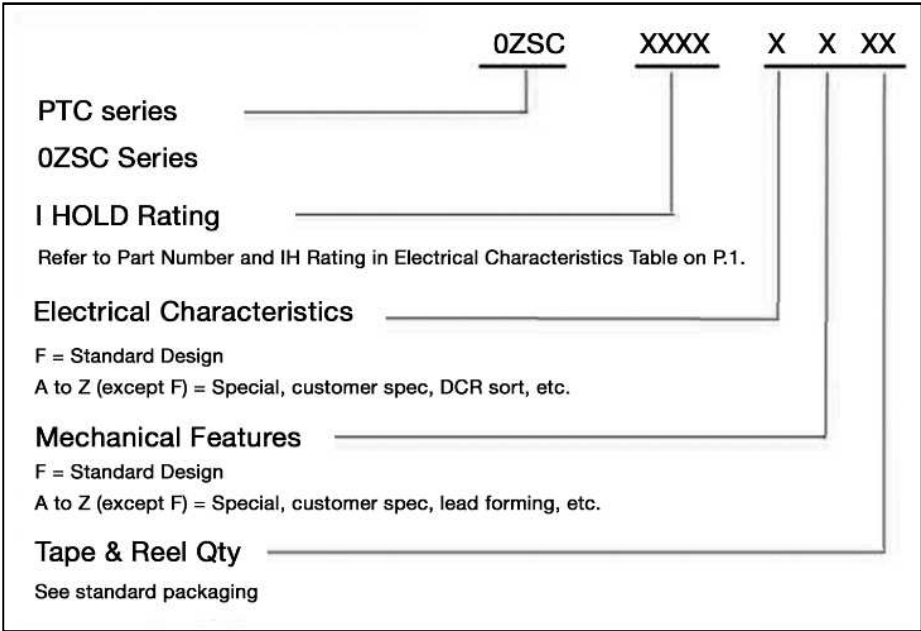 0ZSC XXXX X X XX
PTC series
0ZSC Series
I HOLD Rating
Refer to Part Number and IH Rating in Electrical Characteristics Table on P.1.
Electrical Characteristics
F = Standard Design
A to Z (except F) = Special, customer spec, DCR sort, etc.
Mechanical Features
F = Standard Design
A to Z (except F) = Special, customer spec, lead forming, etc.
Tape & Reel Qty
See standard packaging